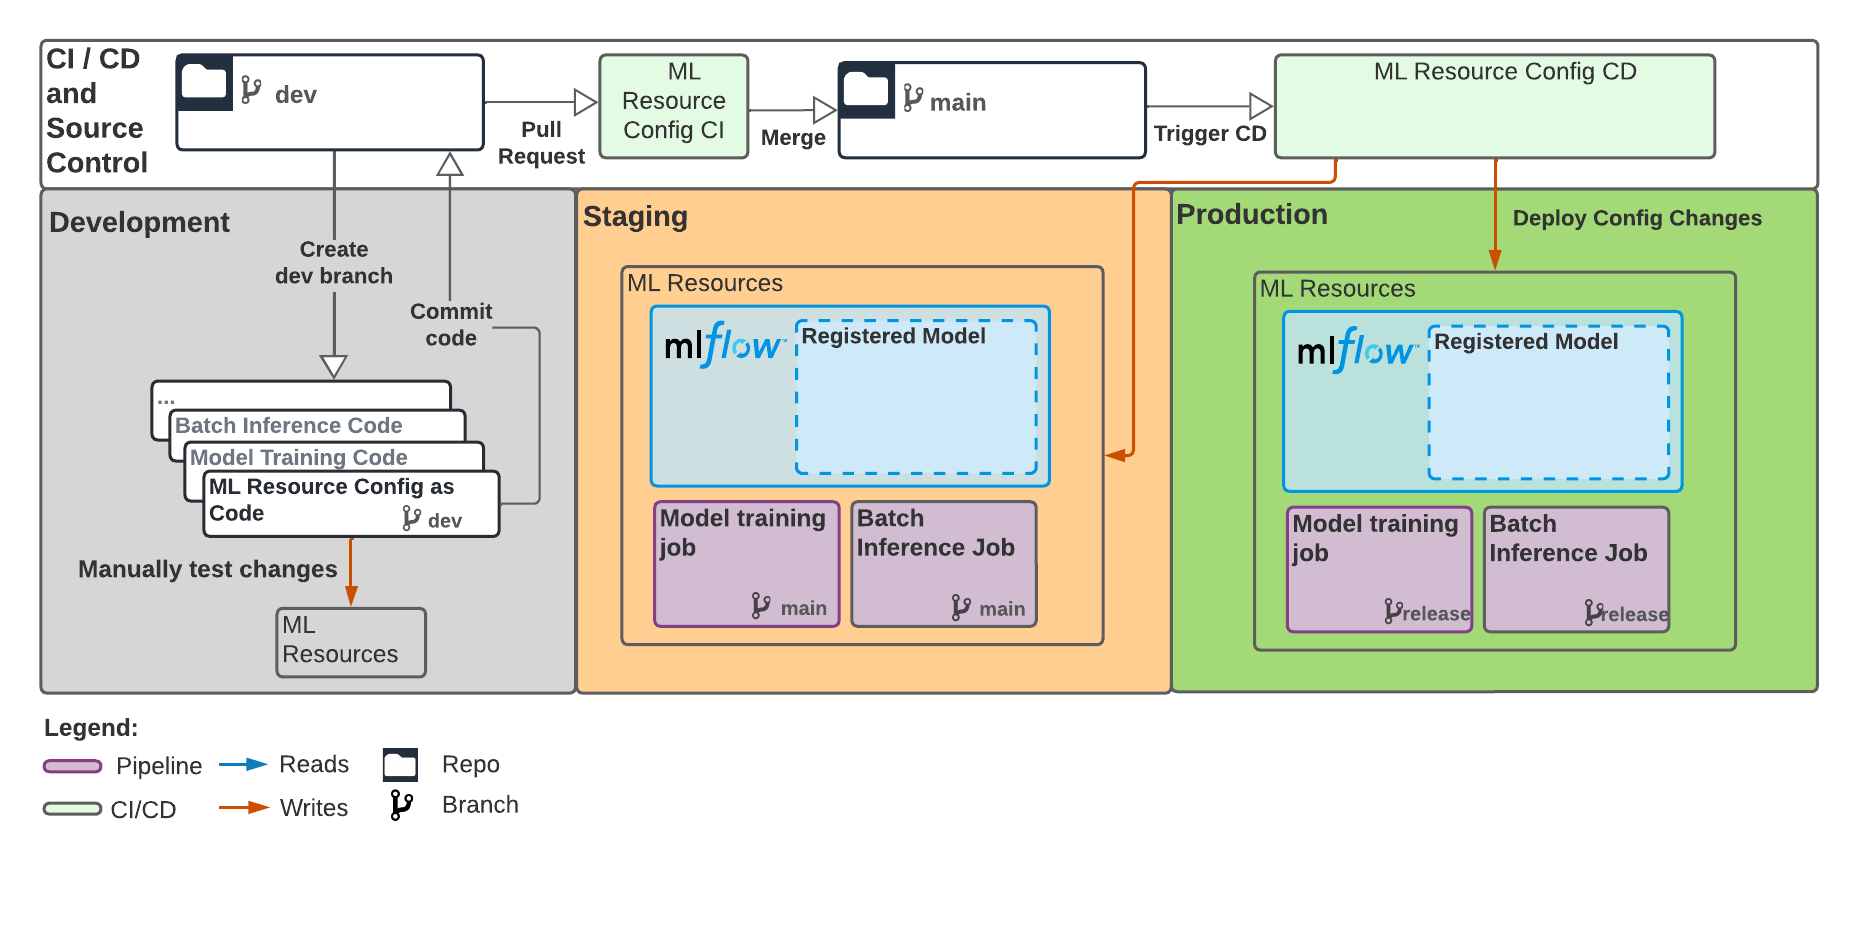 CI / CD
and
Source
Control
dev
Pull
Request
ML
Resource
Config CI
Merge
main
Trigger CD
ML Resource Config CD
Development
Create
dev branch
Commit
code
...
Batch Inference Code
Model Training Code
ML Resource Config as
Code
dev
Manually test changes
ML
Resources
Staging
ML Resources
mlflow™
Registered Model
Model training
job
main
Batch
Inference Job
main
Production
Deploy Config Changes
ML Resources
mlflow™
Registered Model
Model training
job
release
Batch
Inference Job
release
Legend:
Pipeline
Reads
Repo
CI/CD
Writes
Branch